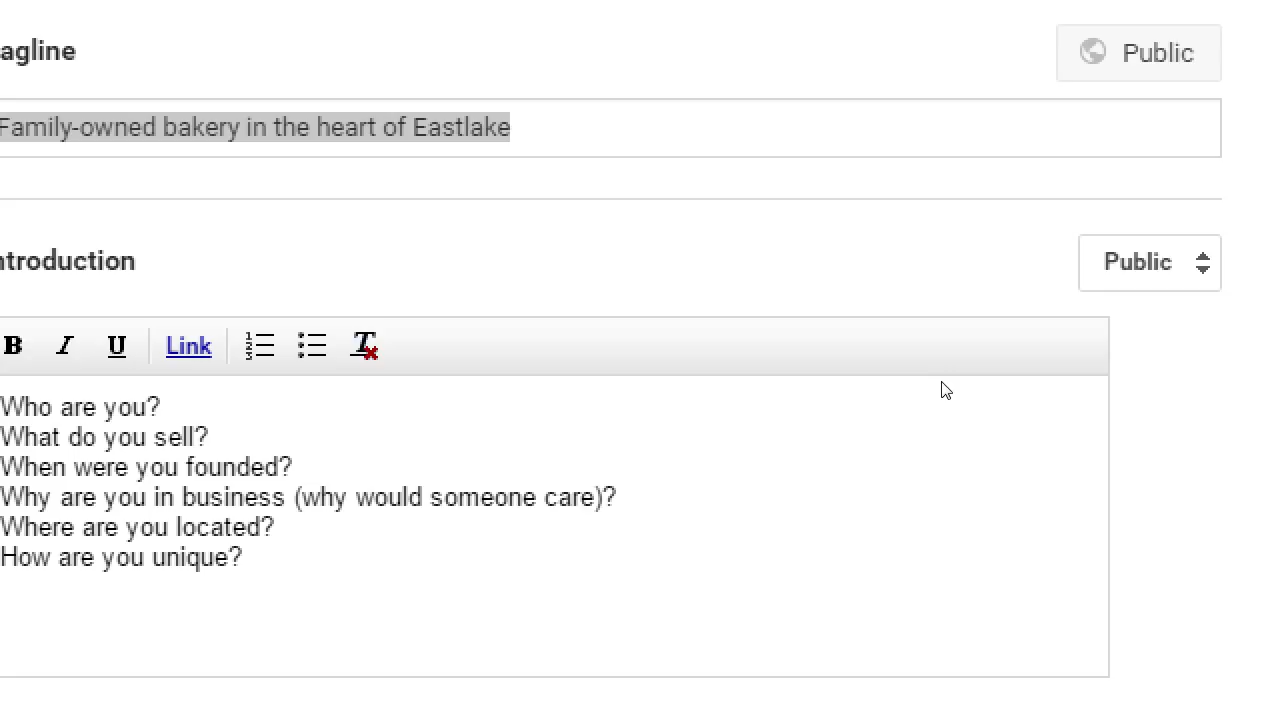 agline
Public
Family-owned bakery in the heart of Eastlake
ntroduction
Public
B I U Link
Who are you?
What do you sell?
When were you founded?
Why are you in business (why would someone care)?
Where are you located?
How are you unique?